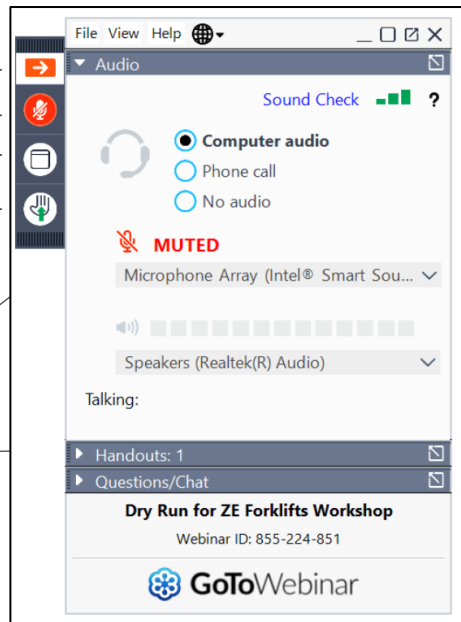 File View Help
Audio
Sound Check ?
Computer audio
Phone call
No audio
MUTED
Microphone Array (Intel® Smart Sou...
Speakers (Realtek(R) Audio)
Talking:
Handouts: 1
Questions/Chat
Dry Run for ZE Forklifts Workshop
Webinar ID: 855-224-851
GoToWebinar